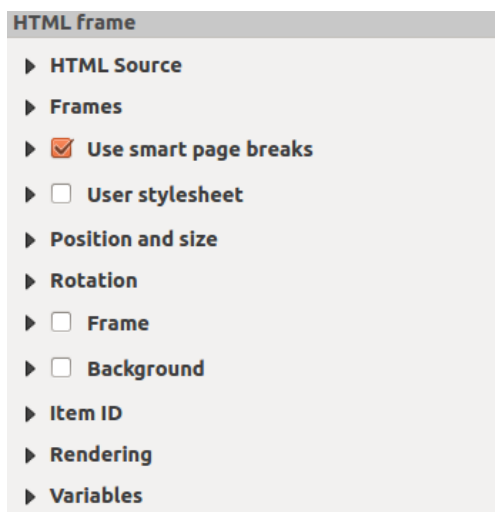 HTML frame
HTML Source
Frames
Use smart page breaks
User stylesheet
Position and size
Rotation
Frame
Background
Item ID
Rendering
Variables